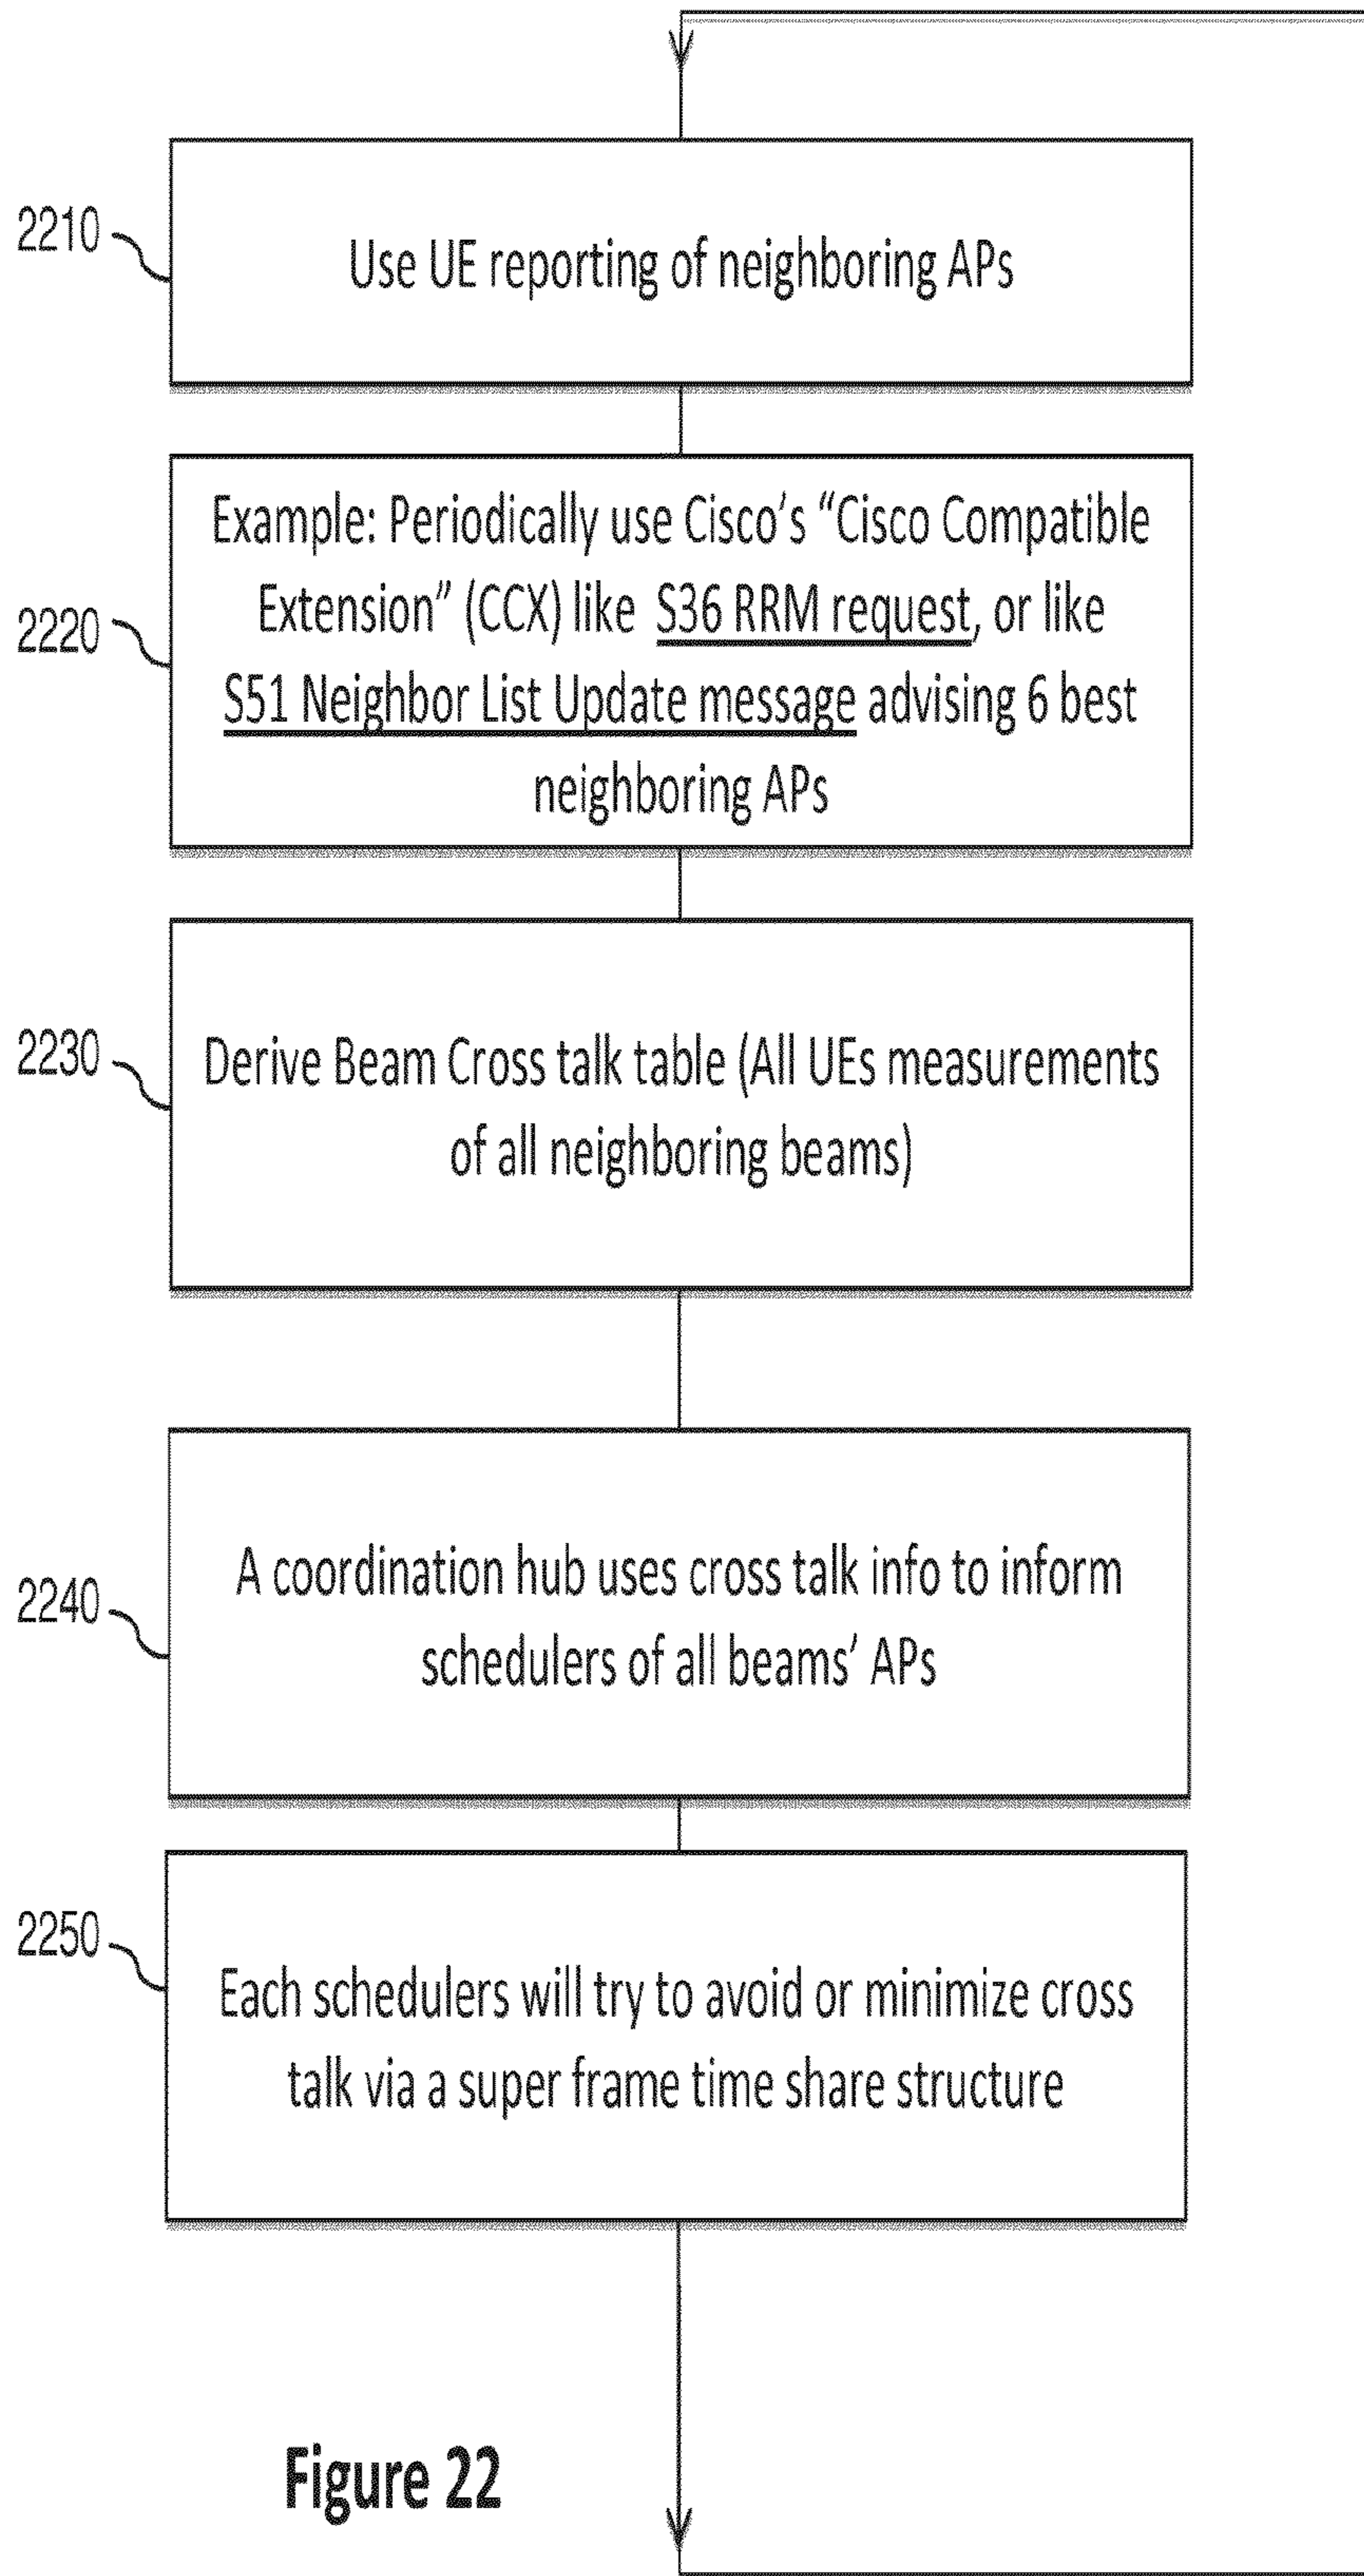 2210
Use UE reporting of neighboring APs
2220
Example: Periodically use Cisco's “Cisco Compatible
Extension” (CCX) like S36 RRM request, or like
S51 Neighbor List Update message advising 6 best
neighboring APs
2230
Derive Beam Cross talk table (All UEs measurements
of all neighboring beams)
2240
A coordination hub uses cross talk info to inform
schedulers of all beams' APs
2250
Each schedulers will try to avoid or minimize cross
talk via a super frame time share structure
Figure 22